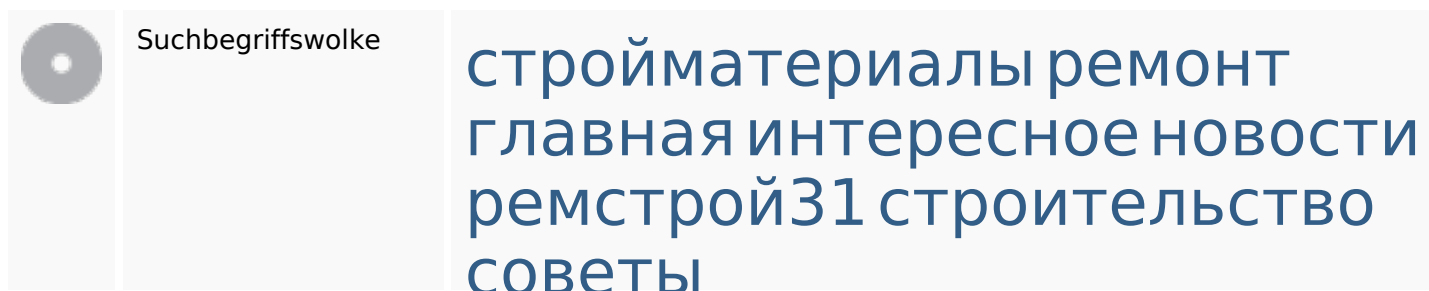 Suchbegriffswolke
стройматериалы ремонт
главная интересное новости
ремстрой31 строительство
советы